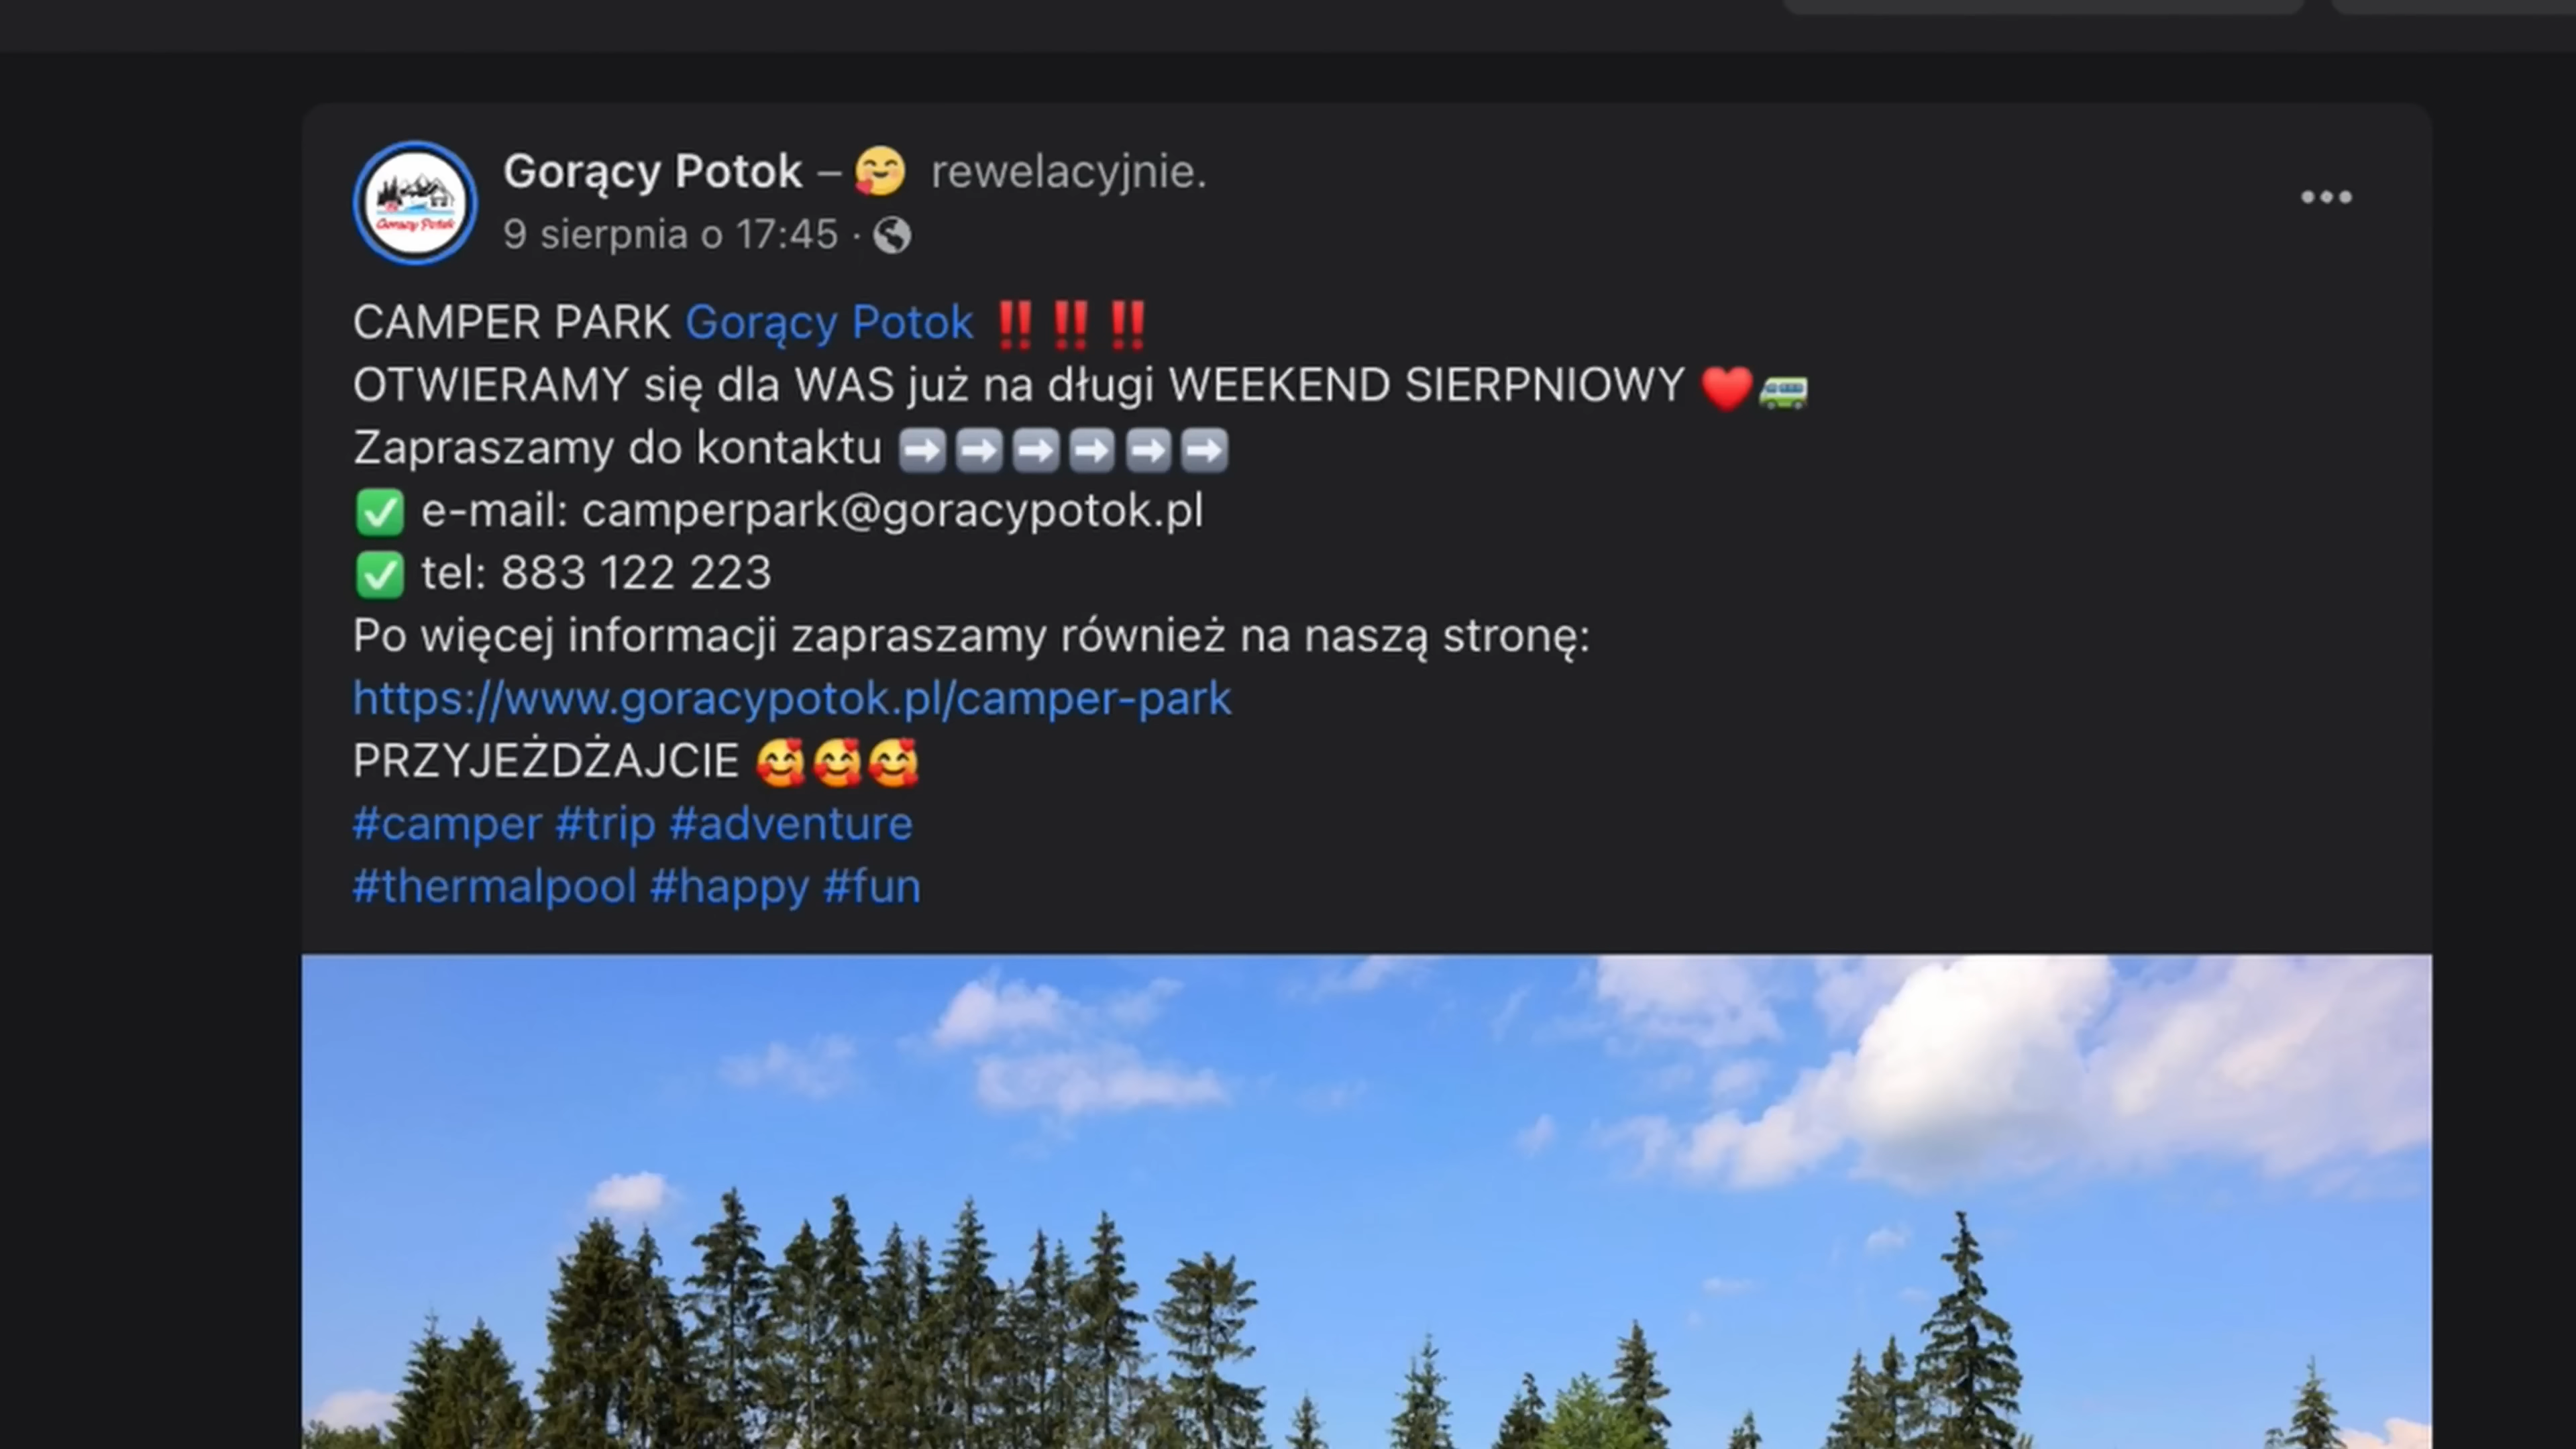 Gorący Potok – 🥰 rewelacyjnie.
9 sierpnia o 17:45 ·
CAMPER PARK Gorący Potok ‼️‼️‼️
OTWIERAMY się dla WAS już na długi WEEKEND SIERPNIOWY ❤️🚐
Zapraszamy do kontaktu ➡️➡️➡️➡️➡️➡️
✅ e-mail: camperpark@goracypotok.pl
✅ tel: 883 122 223
Po więcej informacji zapraszamy również na naszą stronę:
https://www.goracypotok.pl/camper-park
PRZYJEŻDŻAJCIE 🥰🥰🥰
#camper #trip #adventure
#thermalpool #happy #fun
Gorący Potok